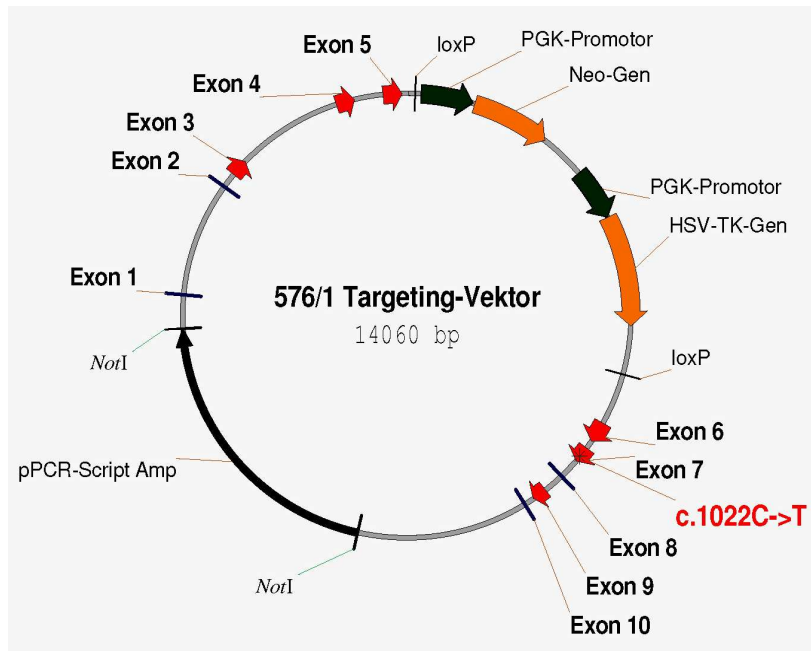 Exon 5
loxP
PGK-Promotor
Neo-Gen
Exon 4
Exon 3
Exon 2
PGK-Promotor
HSV-TK-Gen
Exon 1
576/1 Targeting-Vektor
14060 bp
NotI
loxP
pPCR-Script Amp
Exon 6
Exon 7
c.1022C->T
Exon 8
NotI
Exon 9
Exon 10